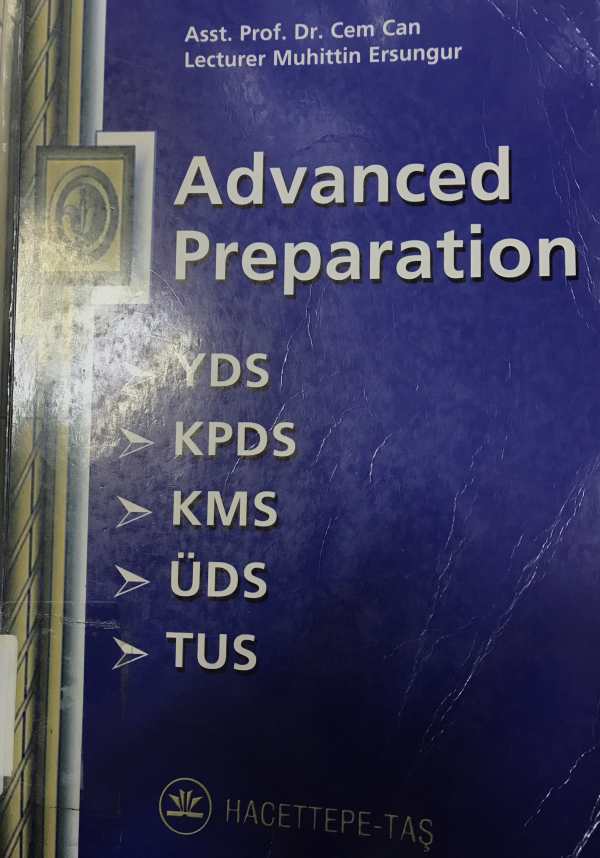 Asst. Prof. Dr. Cem Can
Lecturer Muhittin Ersungur
Advanced
Preparation
YDS
KPDS
KMS
ÜDS
TUS
HACETTEPE-TAŞ